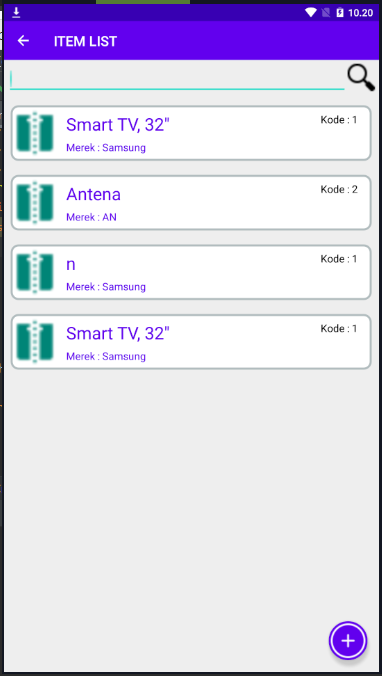 10.20
ITEM LIST
Smart TV, 32"
Kode : 1
Merek : Samsung
Antena
Kode : 2
Merek : AN
n
Kode : 1
Merek : Samsung
Smart TV, 32"
Kode : 1
Merek : Samsung